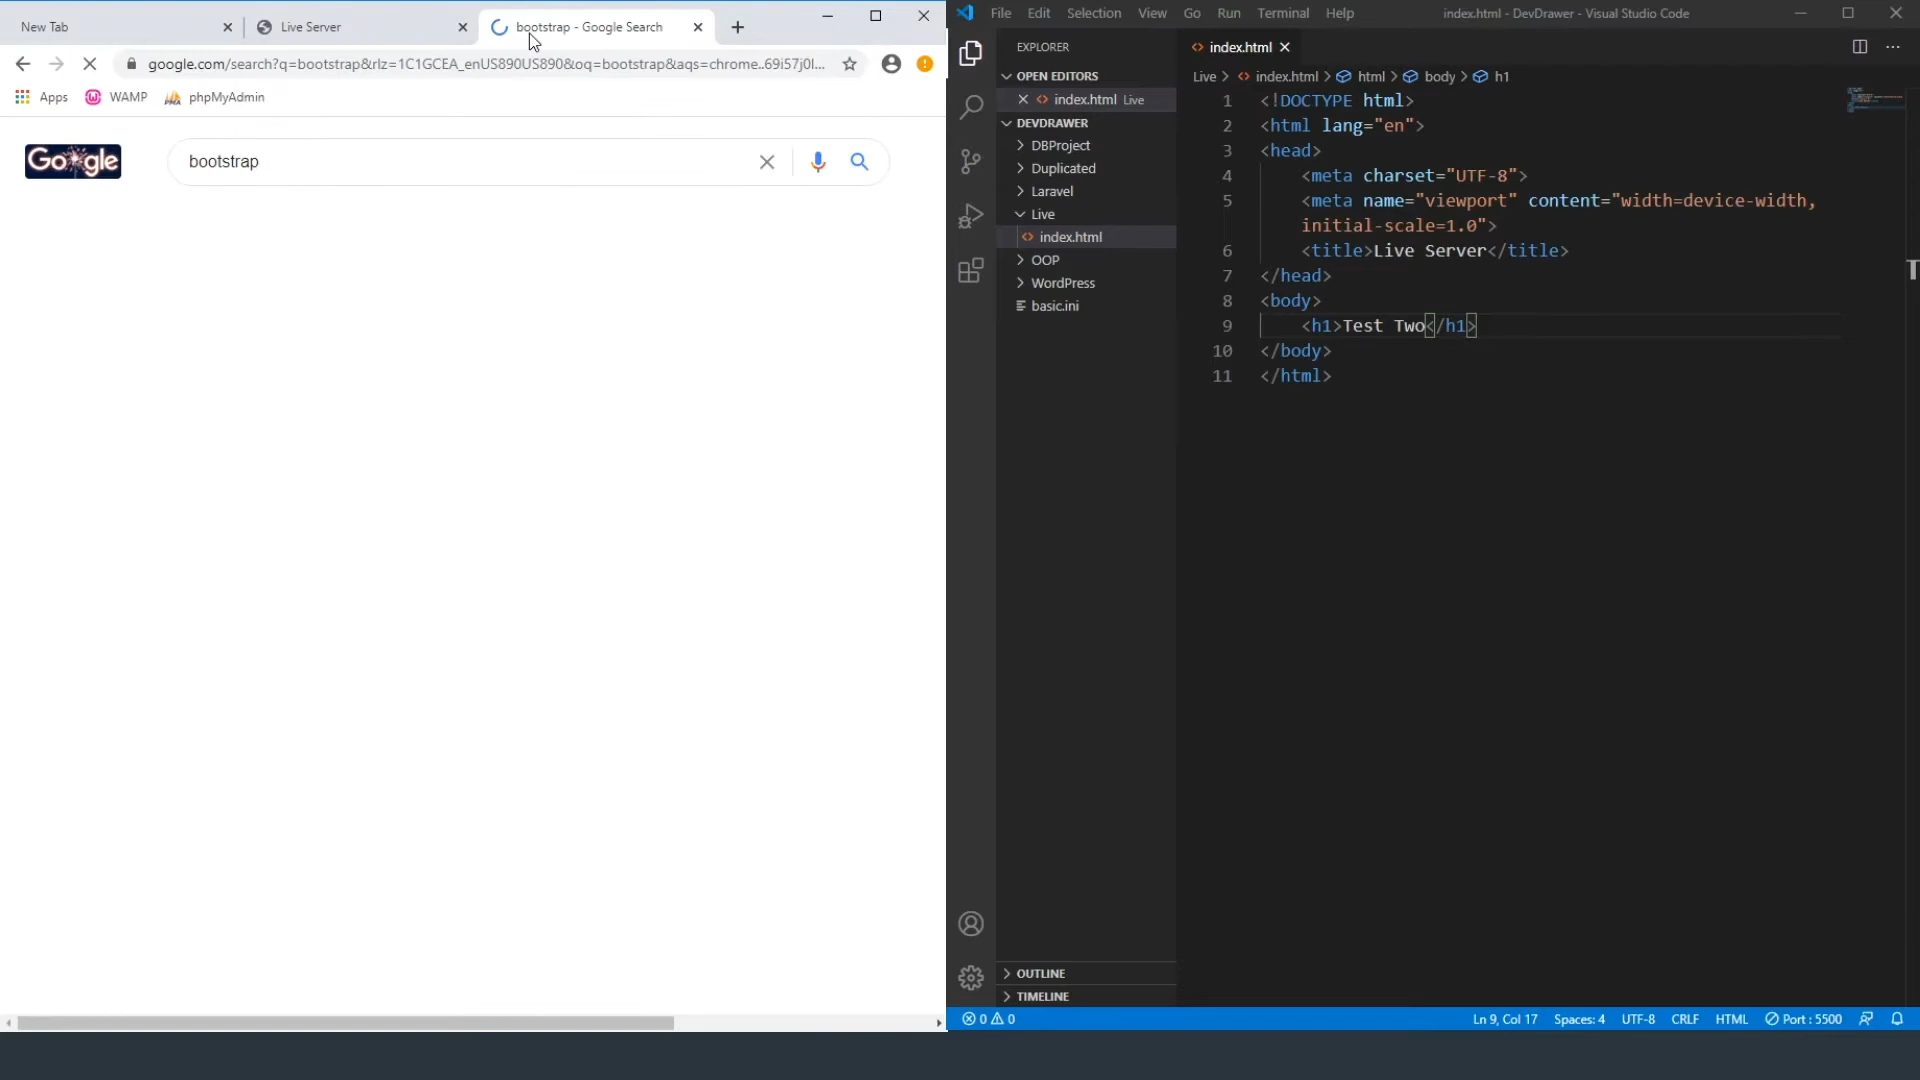 New Tab
Live Server
bootstrap - Google Search
google.com/search?q=bootstrap&rlz=1C1GCEA_enUS890US890&oq=bootstrap&aqs=chrome..69i57j0l...
Apps
WAMP
phpMyAdmin
Google
bootstrap
File Edit Selection View Go Run Terminal Help
index.html - DevDrawer - Visual Studio Code
EXPLORER
OPEN EDITORS
index.html Live
DEVDRAWER
DBProject
Duplicated
Laravel
Live
index.html
OOP
WordPress
basic.ini
OUTLINE
TIMELINE
index.html
Live > index.html > html > body > h1
1 <!DOCTYPE html>
2 <html lang="en">
3 <head>
4 <meta charset="UTF-8">
5 <meta name="viewport" content="width=device-width,
initial-scale=1.0">
6 <title>Live Server</title>
7 </head>
8 <body>
9 <h1>Test Two</h1>
10 </body>
11 </html>
0 0
Ln 9, Col 17 Spaces: 4 UTF-8 CRLF HTML Port : 5500